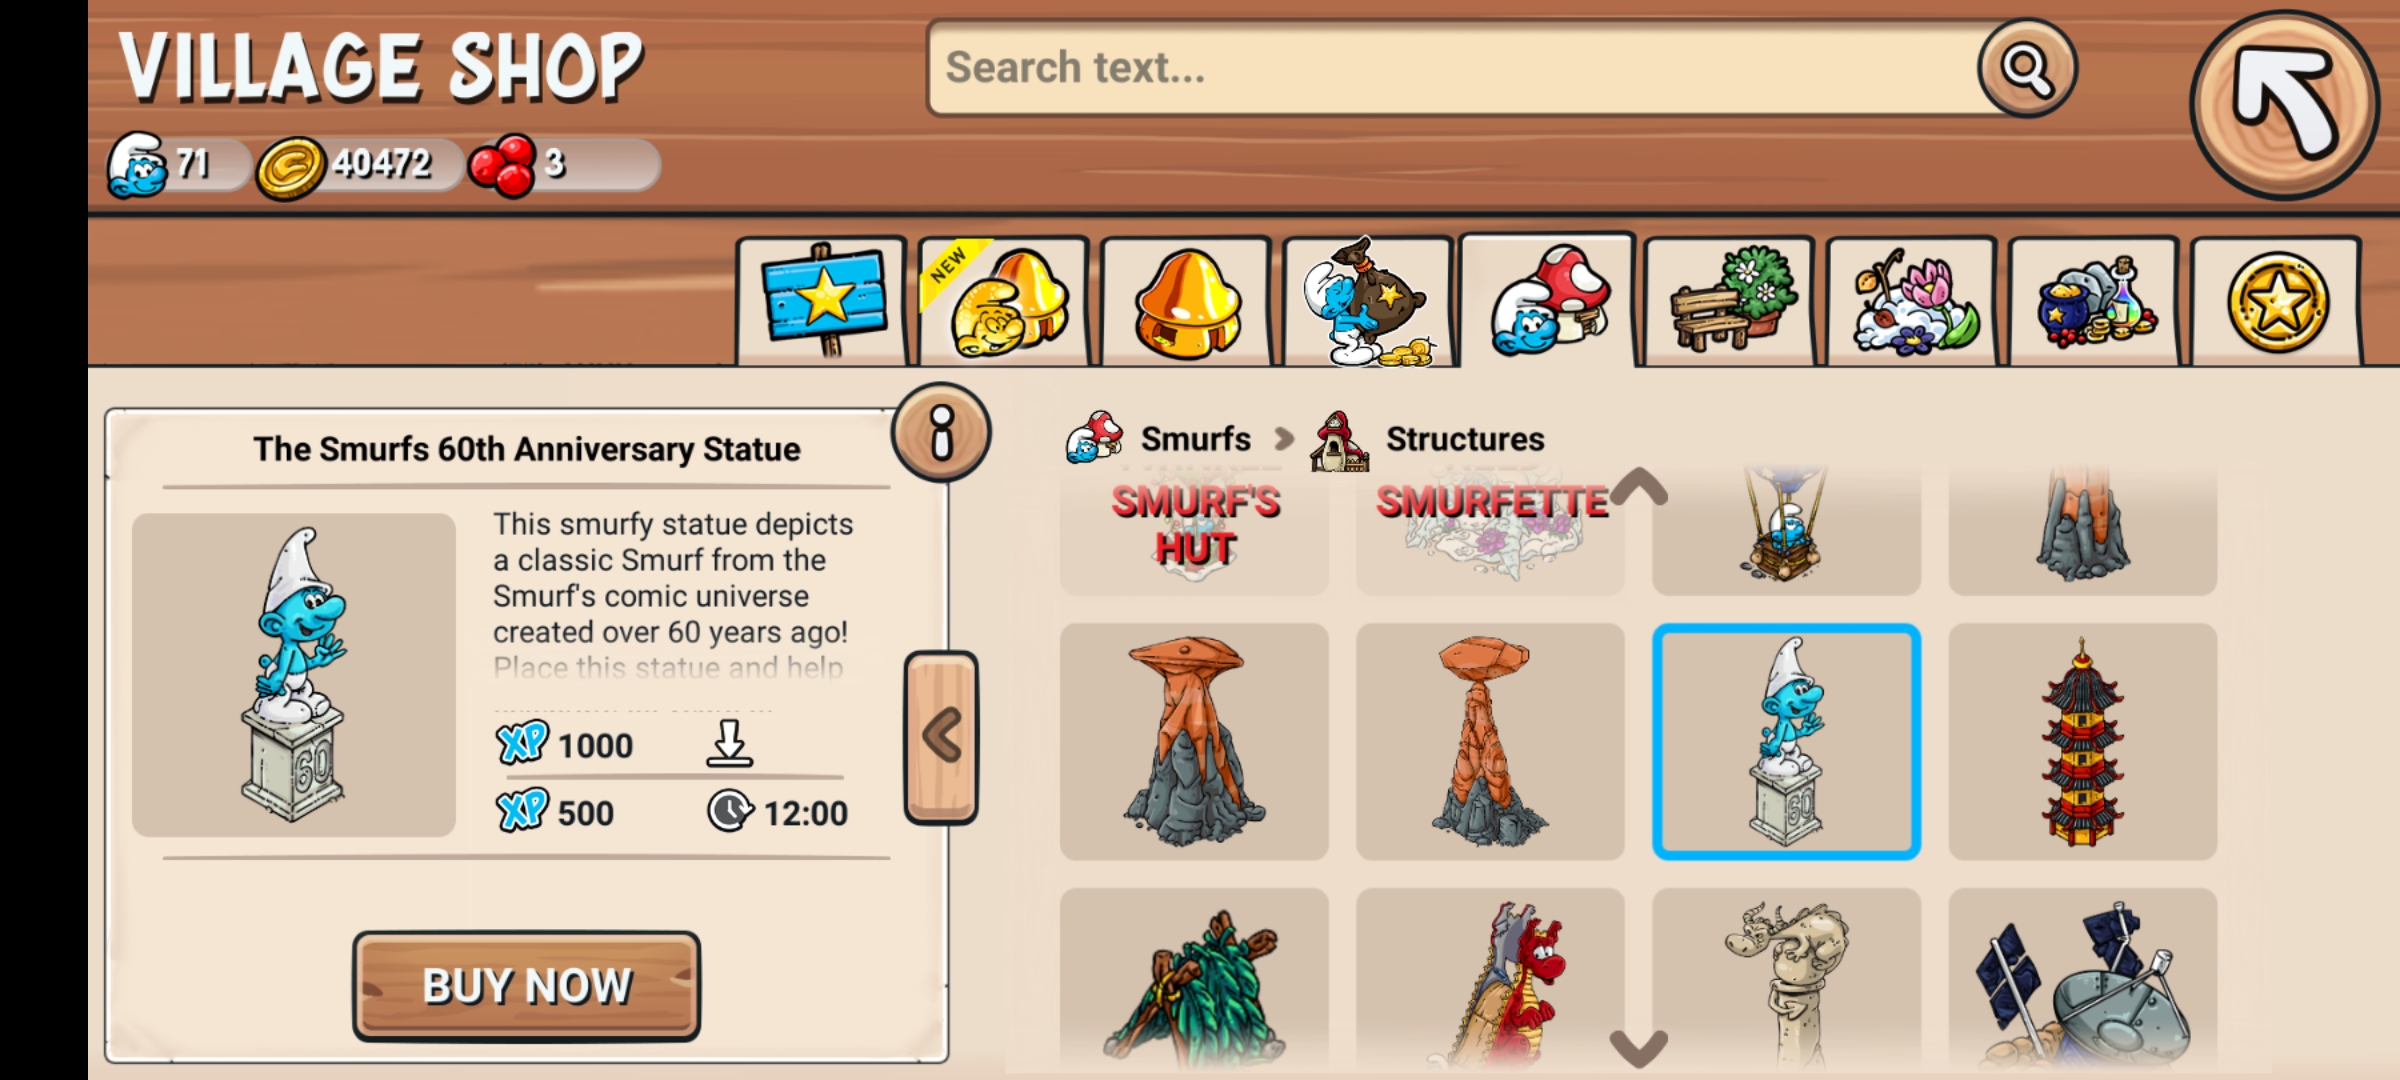 VILLAGE SHOP
Search text...
71
40472
3
NEW
The Smurfs 60th Anniversary Statue
This smurfy statue depicts
a classic Smurf from the
Smurf's comic universe
created over 60 years ago!
Place this statue and help
XP 1000
XP 500
12:00
BUY NOW
Smurfs
Structures
SMURF'S
HUT
SMURFETTE
60
60